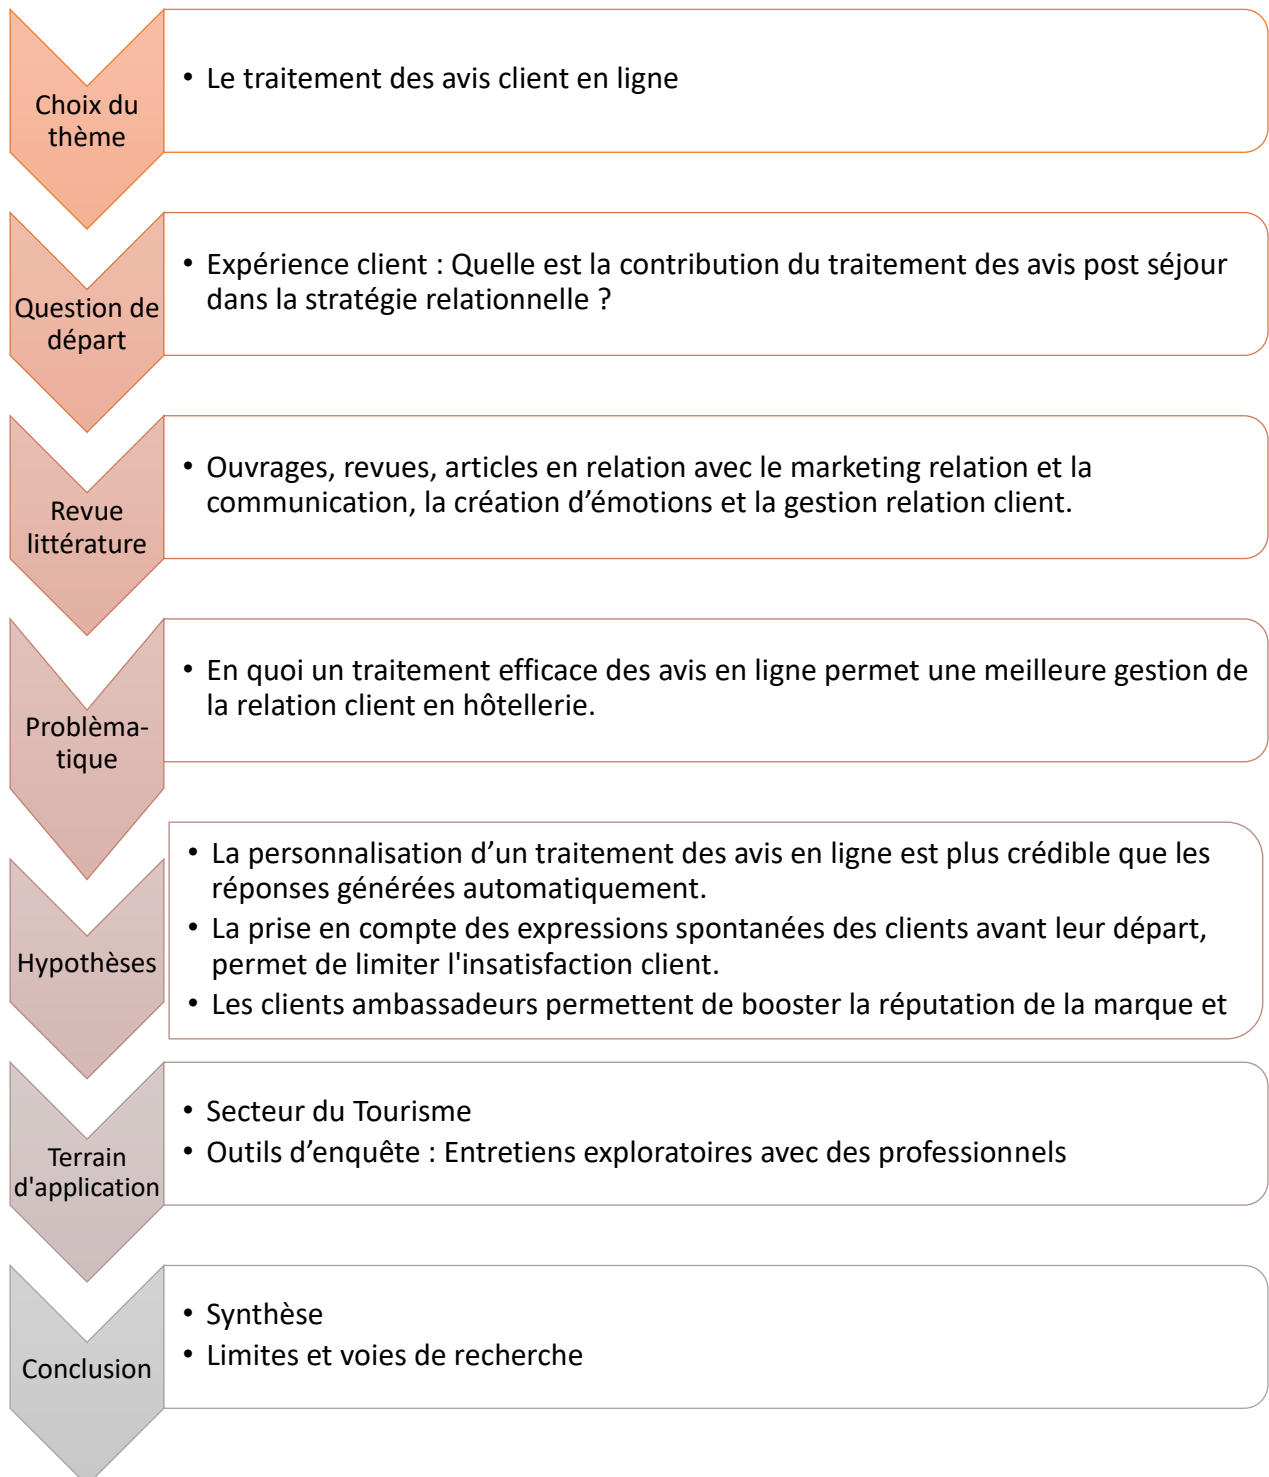 Choix du
thème
• Le traitement des avis client en ligne
Question de
départ
• Expérience client : Quelle est la contribution du traitement des avis post séjour
dans la stratégie relationnelle ?
Revue
littérature
• Ouvrages, revues, articles en relation avec le marketing relation et la
communication, la création d’émotions et la gestion relation client.
Problèma-
tique
• En quoi un traitement efficace des avis en ligne permet une meilleure gestion de
la relation client en hôtellerie.
Hypothèses
• La personnalisation d’un traitement des avis en ligne est plus crédible que les
réponses générées automatiquement.
• La prise en compte des expressions spontanées des clients avant leur départ,
permet de limiter l'insatisfaction client.
• Les clients ambassadeurs permettent de booster la réputation de la marque et
Terrain
d'application
• Secteur du Tourisme
• Outils d’enquête : Entretiens exploratoires avec des professionnels
Conclusion
• Synthèse
• Limites et voies de recherche